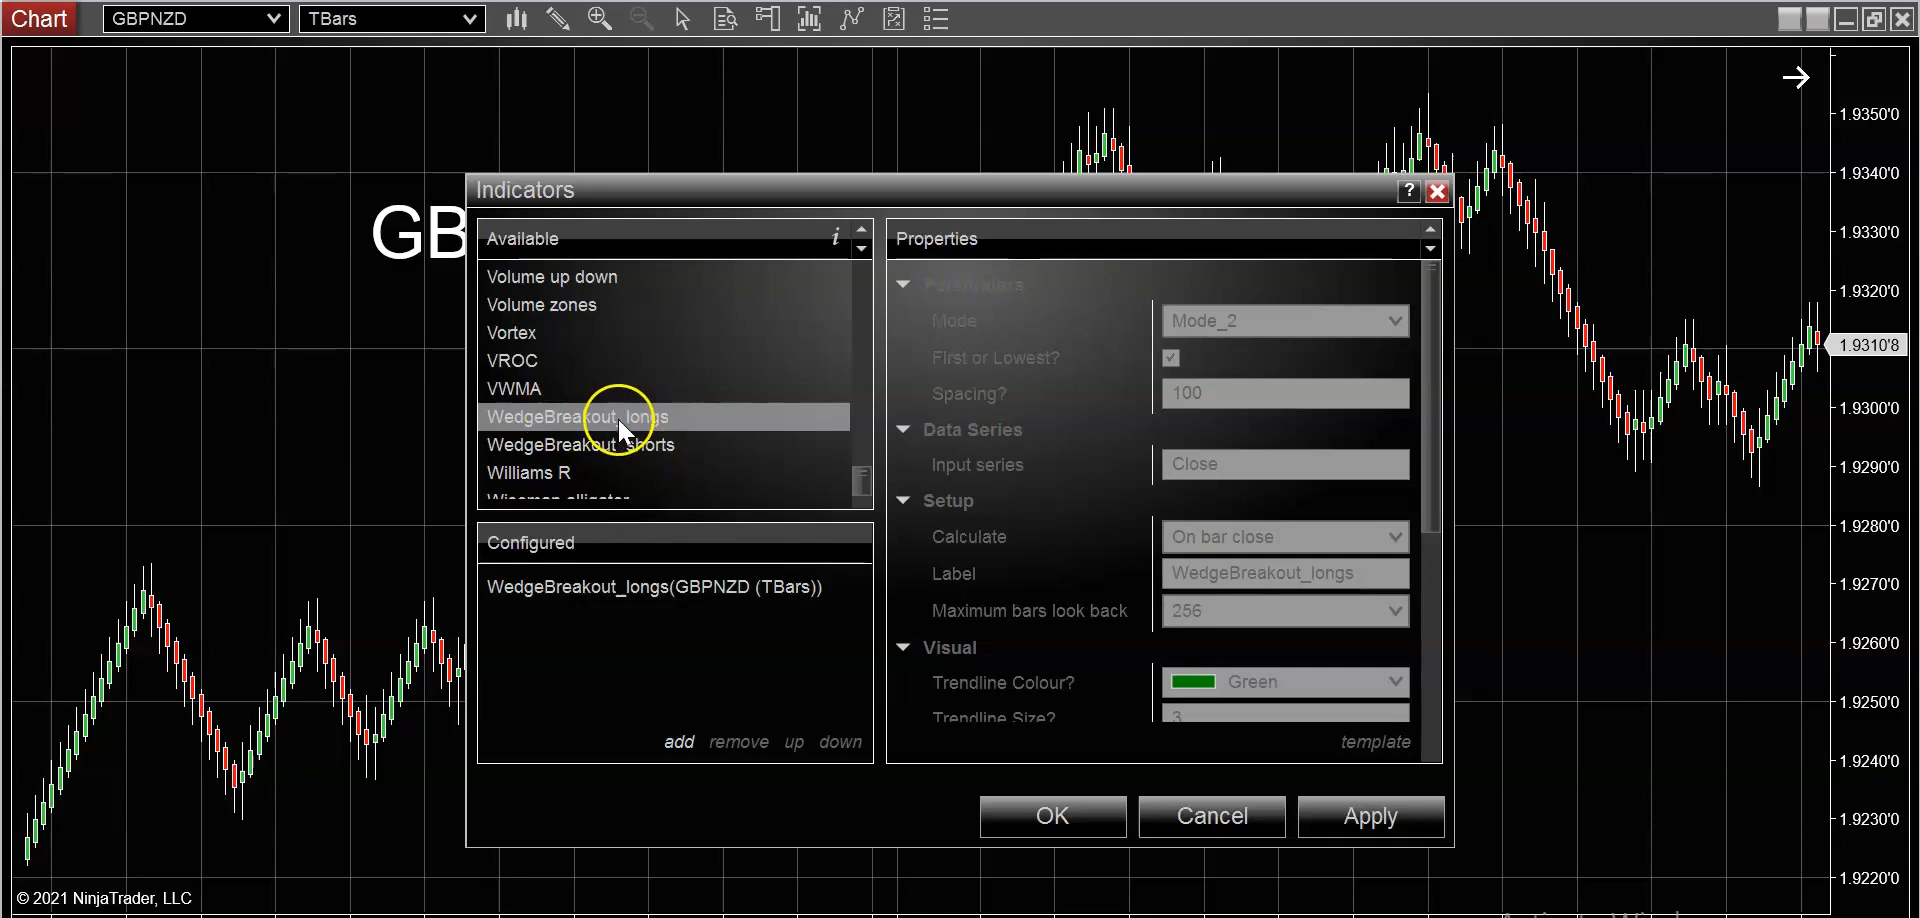 Chart
GBPNZD
TBars
GB
Indicators
?
Available
i
Volume up down
Volume zones
Vortex
VROC
VWMA
WedgeBreakout_longs
WedgeBreakout_shorts
Williams R
Wiseman alligator
Configured
WedgeBreakout_longs(GBPNZD (TBars))
add remove up down
Properties
Parameters
Mode Mode_2
First or Lowest?
Spacing? 100
Data Series
Input series Close
Setup
Calculate On bar close
Label WedgeBreakout_longs
Maximum bars look back 256
Visual
Trendline Colour? Green
Trendline Size? 3
template
OK Cancel Apply
1.9350'0
1.9340'0
1.9330'0
1.9320'0
1.9310'8
1.9300'0
1.9290'0
1.9280'0
1.9270'0
1.9260'0
1.9250'0
1.9240'0
1.9230'0
1.9220'0
© 2021 NinjaTrader, LLC